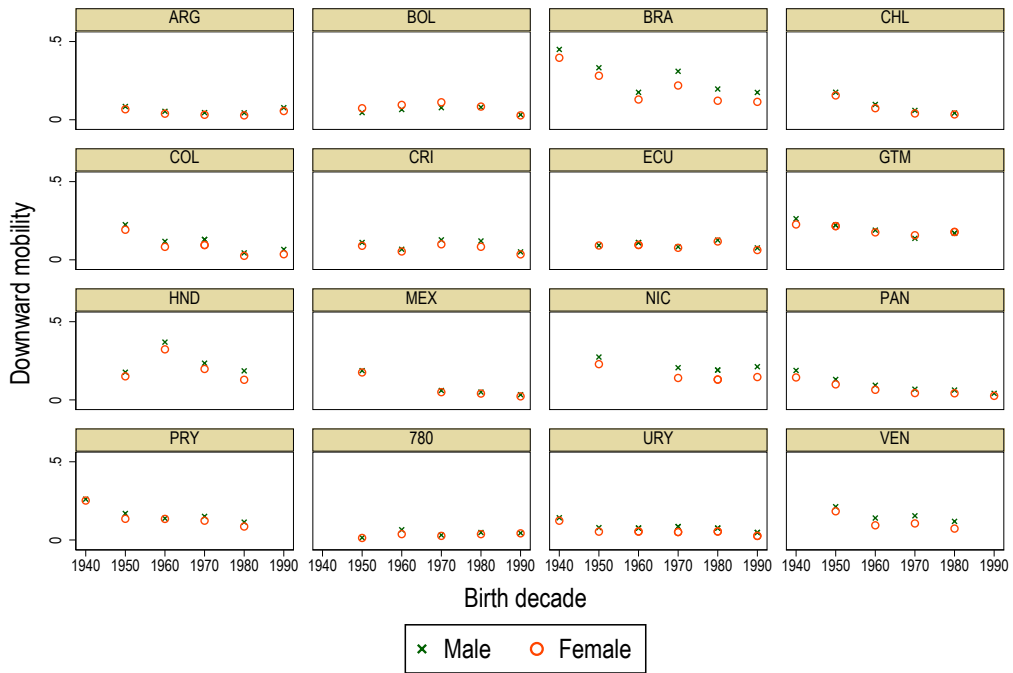 ARG BOL BRA CHL
.5
0
COL CRI ECU GTM
.5
0
HND MEX NIC PAN
.5
0
PRY 780 URY VEN
.5
0
Downward mobility
1940 1950 1960 1970 1980 1990 1940 1950 1960 1970 1980 1990 1940 1950 1960 1970 1980 1990 1940 1950 1960 1970 1980 1990
Birth decade
Male Female